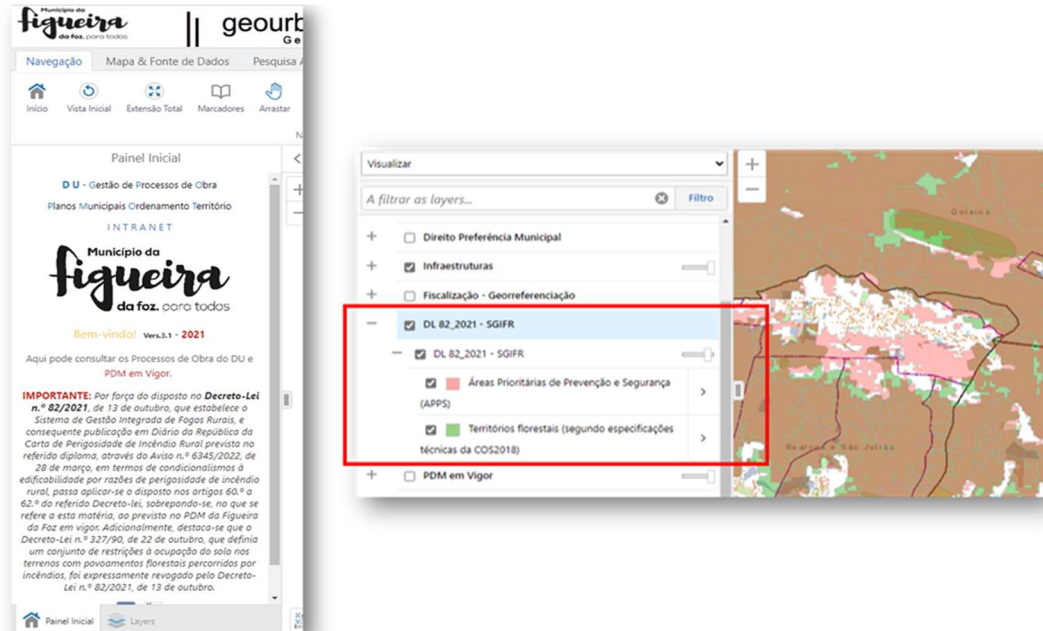 Município da
figueira
da foz. para todos
||
geourb
Ge
Navegação
Mapa & Fonte de Dados
Pesquisa A
Início
Vista Inicial
Extensão Total
Marcadores
Arrastar
N
Painel Inicial
<
DU - Gestão de Processos de Obra
Planos Municipais Ordenamento Território
INTRANET
Município da
figueira
da foz. para todos
Bem-vindo! Vers.3.1 - 2021
Aqui pode consultar os Processos de Obra do DU e
PDM em Vigor.
IMPORTANTE: Por força do disposto no Decreto-Lei
n.º 82/2021, de 13 de outubro, que estabelece o
Sistema de Gestão Integrada de Fogos Rurais, e
consequente publicação em Diário da República da
Carta de Perigosidade de Incêndio Rural prevista no
referido diploma, através do Aviso n.º 6345/2022, de
28 de março, em termos de condicionalismos à
edificabilidade por razões de perigosidade de incêndio
rural, passa aplicar-se o disposto nos artigos 60.º a
62.º do referido Decreto-lei, sobrepondo-se, no que se
refere a esta matéria, ao previsto no PDM da Figueira
da Foz em vigor. Adicionalmente, destaca-se que o
Decreto-Lei n.º 327/90, de 22 de outubro, que definia
um conjunto de restrições à ocupação do solo nos
terrenos com povoamentos florestais percorridos por
incêndios, foi expressamente revogado pelo Decreto-
Lei n.º 82/2021, de 13 de outubro.
Painel Inicial
Layers
Visualizar
A filtrar as layers...
Filtro
Direito Preferência Municipal
Infraestruturas
Fiscalização - Georreferenciação
DL 82_2021 - SGIFR
DL 82_2021 - SGIFR
Áreas Prioritárias de Prevenção e Segurança
(APPS)
Territórios florestais (segundo especificações
técnicas da COS2018)
PDM em Vigor
Quiaios
Buarcos e São Julião